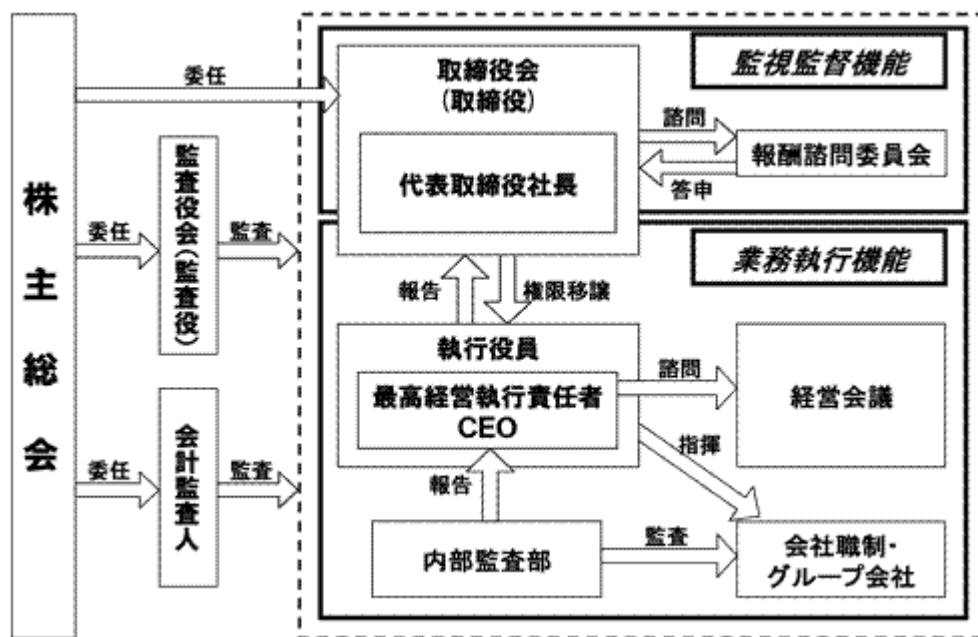 株主総会
委任
取締役会
(取締役)
代表取締役社長
監視監督機能
諮問
報酬諮問委員会
答申
委任
監査役会(監査役)
監査
業務執行機能
報告
権限移譲
執行役員
最高経営執行責任者
CEO
諮問
経営会議
指揮
委任
会計監査人
監査
報告
内部監査部
監査
会社職制・
グループ会社